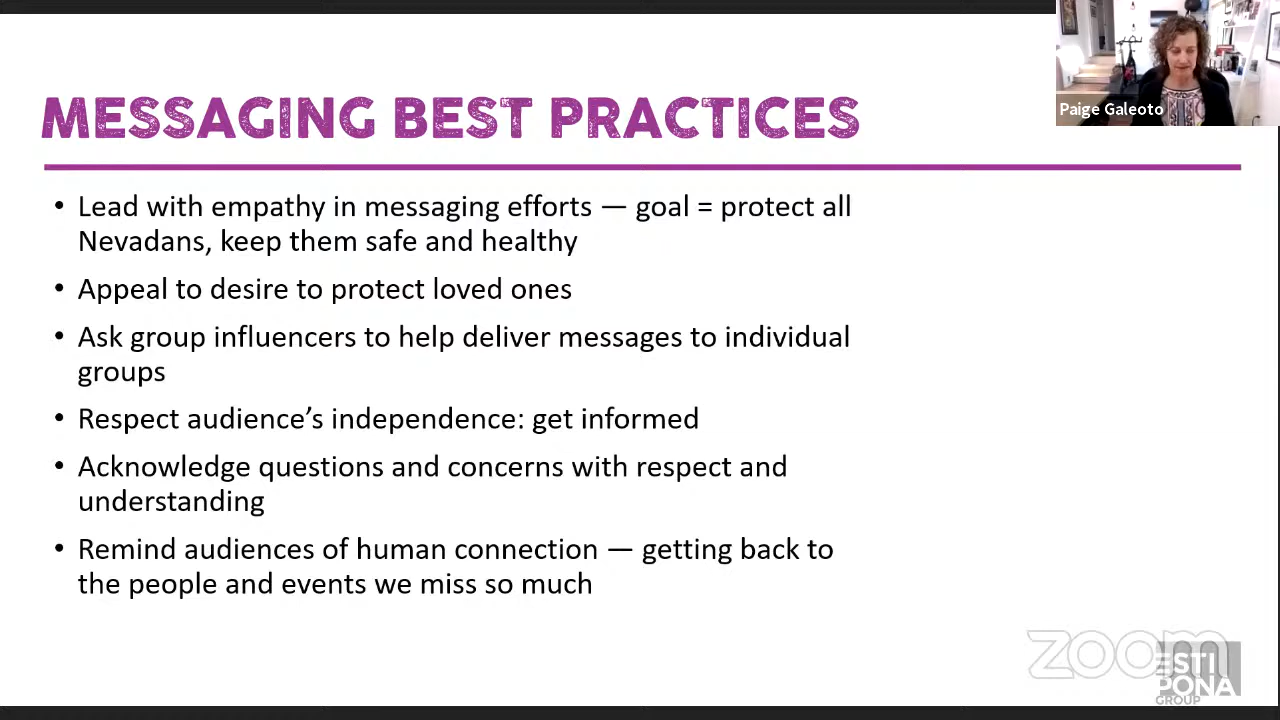 MESSAGING BEST PRACTICES
Paige Galeoto
• Lead with empathy in messaging efforts — goal = protect all
Nevadans, keep them safe and healthy
• Appeal to desire to protect loved ones
• Ask group influencers to help deliver messages to individual
groups
• Respect audience’s independence: get informed
• Acknowledge questions and concerns with respect and
understanding
• Remind audiences of human connection — getting back to
the people and events we miss so much
zoom
ESTI
PONA
GROUP